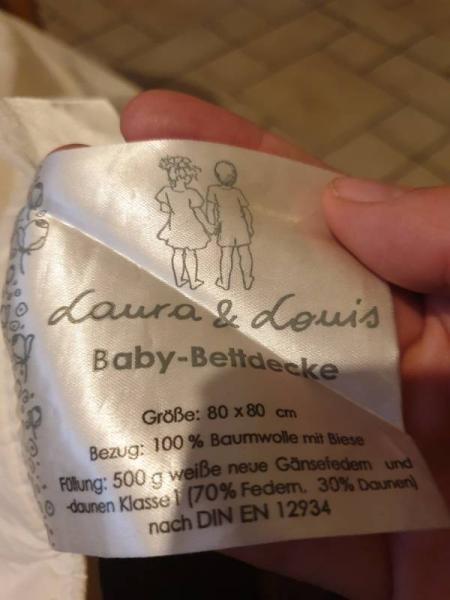 Laura & Louis
Baby-Bettdecke
Größe: 80 x 80 cm
Bezug: 100 % Baumwolle mit Biese
Füllung: 500 g weiße neue Gänsefedern und
-daunen Klasse I (70% Federn, 30% Daunen)
nach DIN EN 12934